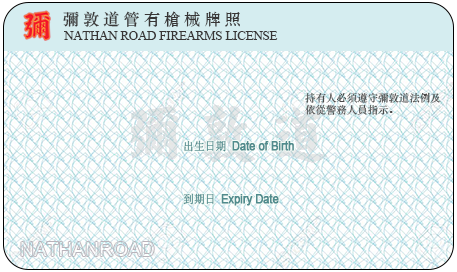 彌
彌敦道管有槍械牌照
NATHAN ROAD FIREARMS LICENSE
持有人必須遵守彌敦道法例及
依從警務人員指示。
彌敦道
出生日期 Date of Birth
到期日 Expiry Date
NATHANROAD